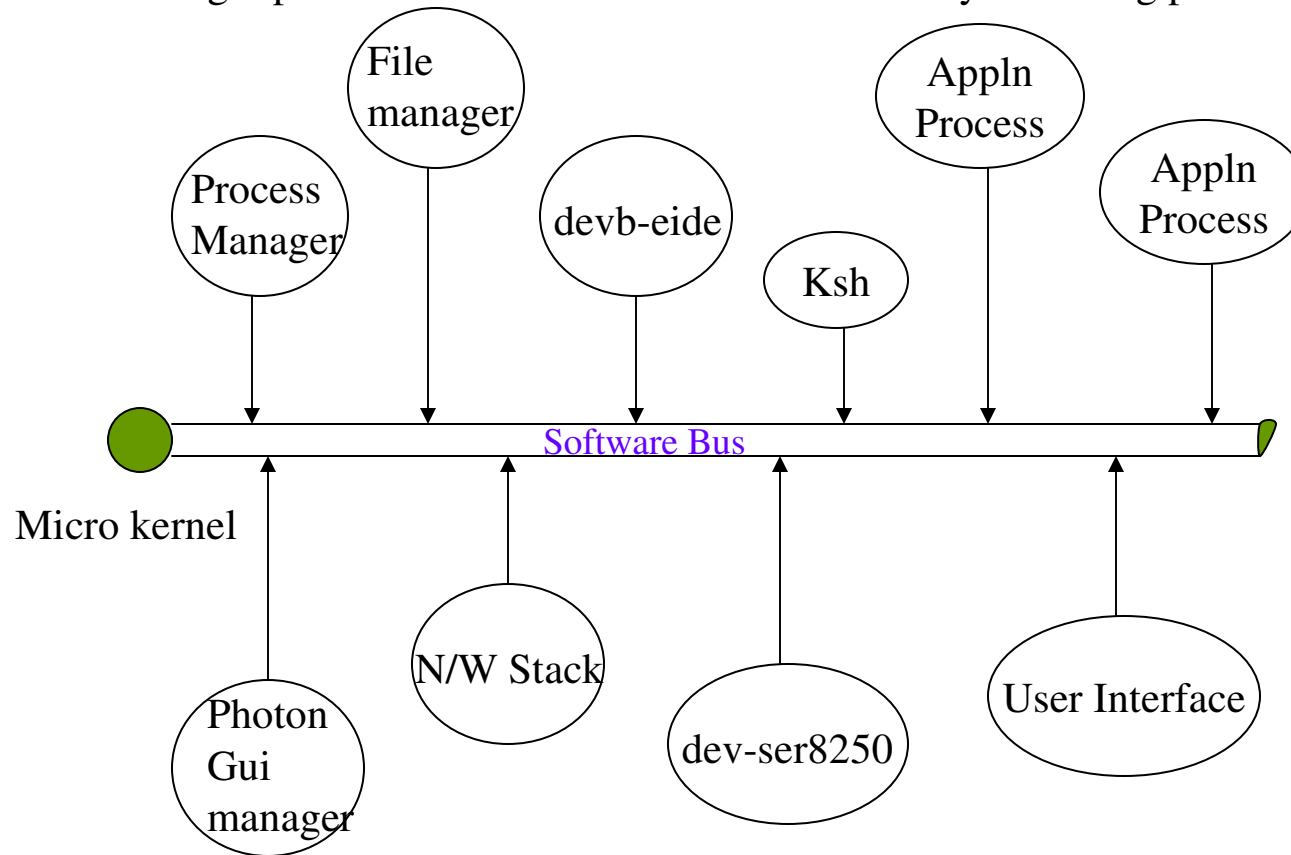 File
manager
Appln
Process
Process
Manager
devb-eide
Ksh
Appln
Process
Software Bus
Micro kernel
Photon
Gui
manager
N/W Stack
dev-ser8250
User Interface